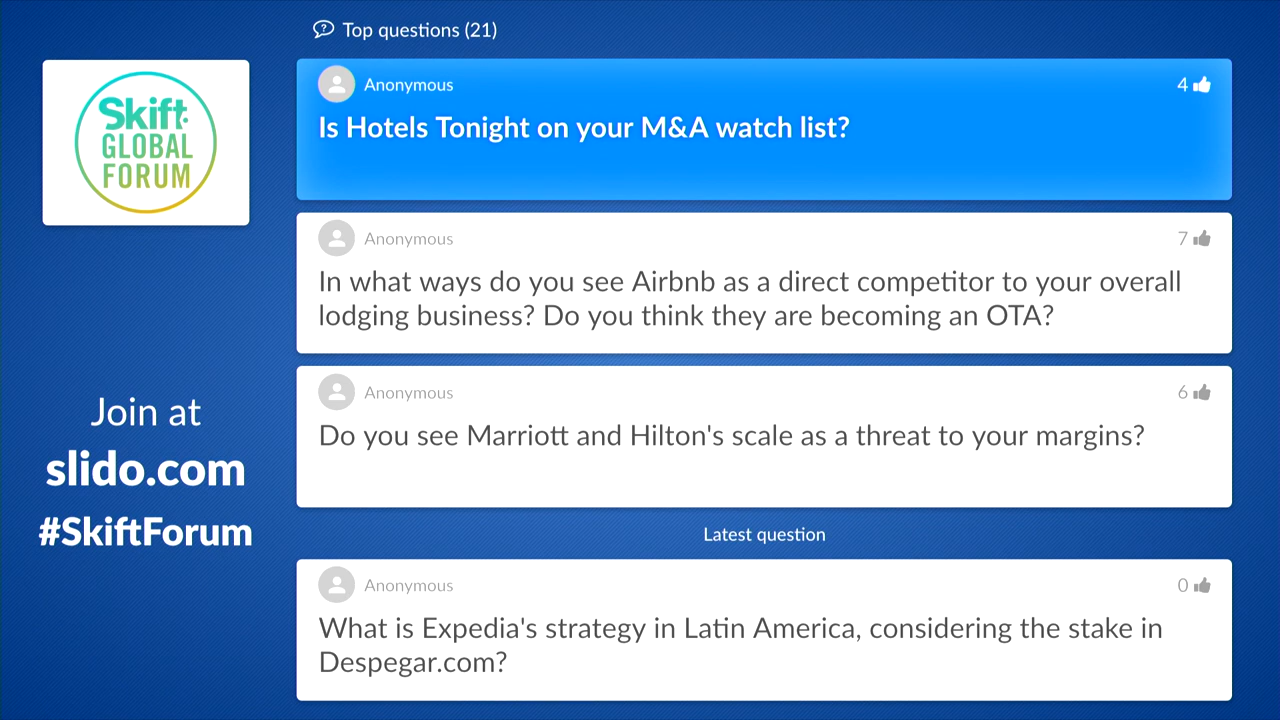 Top questions (21)
Skift.
GLOBAL
FORUM
Anonymous
4
Is Hotels Tonight on your M&A watch list?
Anonymous
7
In what ways do you see Airbnb as a direct competitor to your overall
lodging business? Do you think they are becoming an OTA?
Anonymous
6
Do you see Marriott and Hilton's scale as a threat to your margins?
Join at
slido.com
#SkiftForum
Latest question
Anonymous
0
What is Expedia's strategy in Latin America, considering the stake in
Despegar.com?